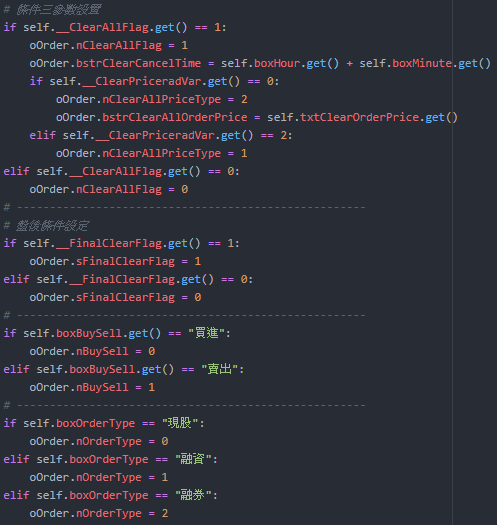 # 條件三參數設置
if self.__ClearAllFlag.get() == 1:
    oOrder.nClearAllFlag = 1
    oOrder.bstrClearCancelTime = self.boxHour.get() + self.boxMinute.get()
    if self.__ClearPriceradVar.get() == 0:
        oOrder.nClearAllPriceType = 2
        oOrder.bstrClearAllOrderPrice = self.txtClearOrderPrice.get()
    elif self.__ClearPriceradVar.get() == 2:
        oOrder.nClearAllPriceType = 1
elif self.__ClearAllFlag.get() == 0:
    oOrder.nClearAllFlag = 0
# ----------------------------------------------------
# 盤後條件設定
if self.__FinalClearFlag.get() == 1:
    oOrder.sFinalClearFlag = 1
elif self.__FinalClearFlag.get() == 0:
    oOrder.sFinalClearFlag = 0
# ----------------------------------------------------
if self.boxBuySell.get() == "買進":
    oOrder.nBuySell = 0
elif self.boxBuySell.get() == "賣出":
    oOrder.nBuySell = 1
# ----------------------------------------------------
if self.boxOrderType == "現股":
    oOrder.nOrderType = 0
elif self.boxOrderType == "融資":
    oOrder.nOrderType = 1
elif self.boxOrderType == "融券":
    oOrder.nOrderType = 2